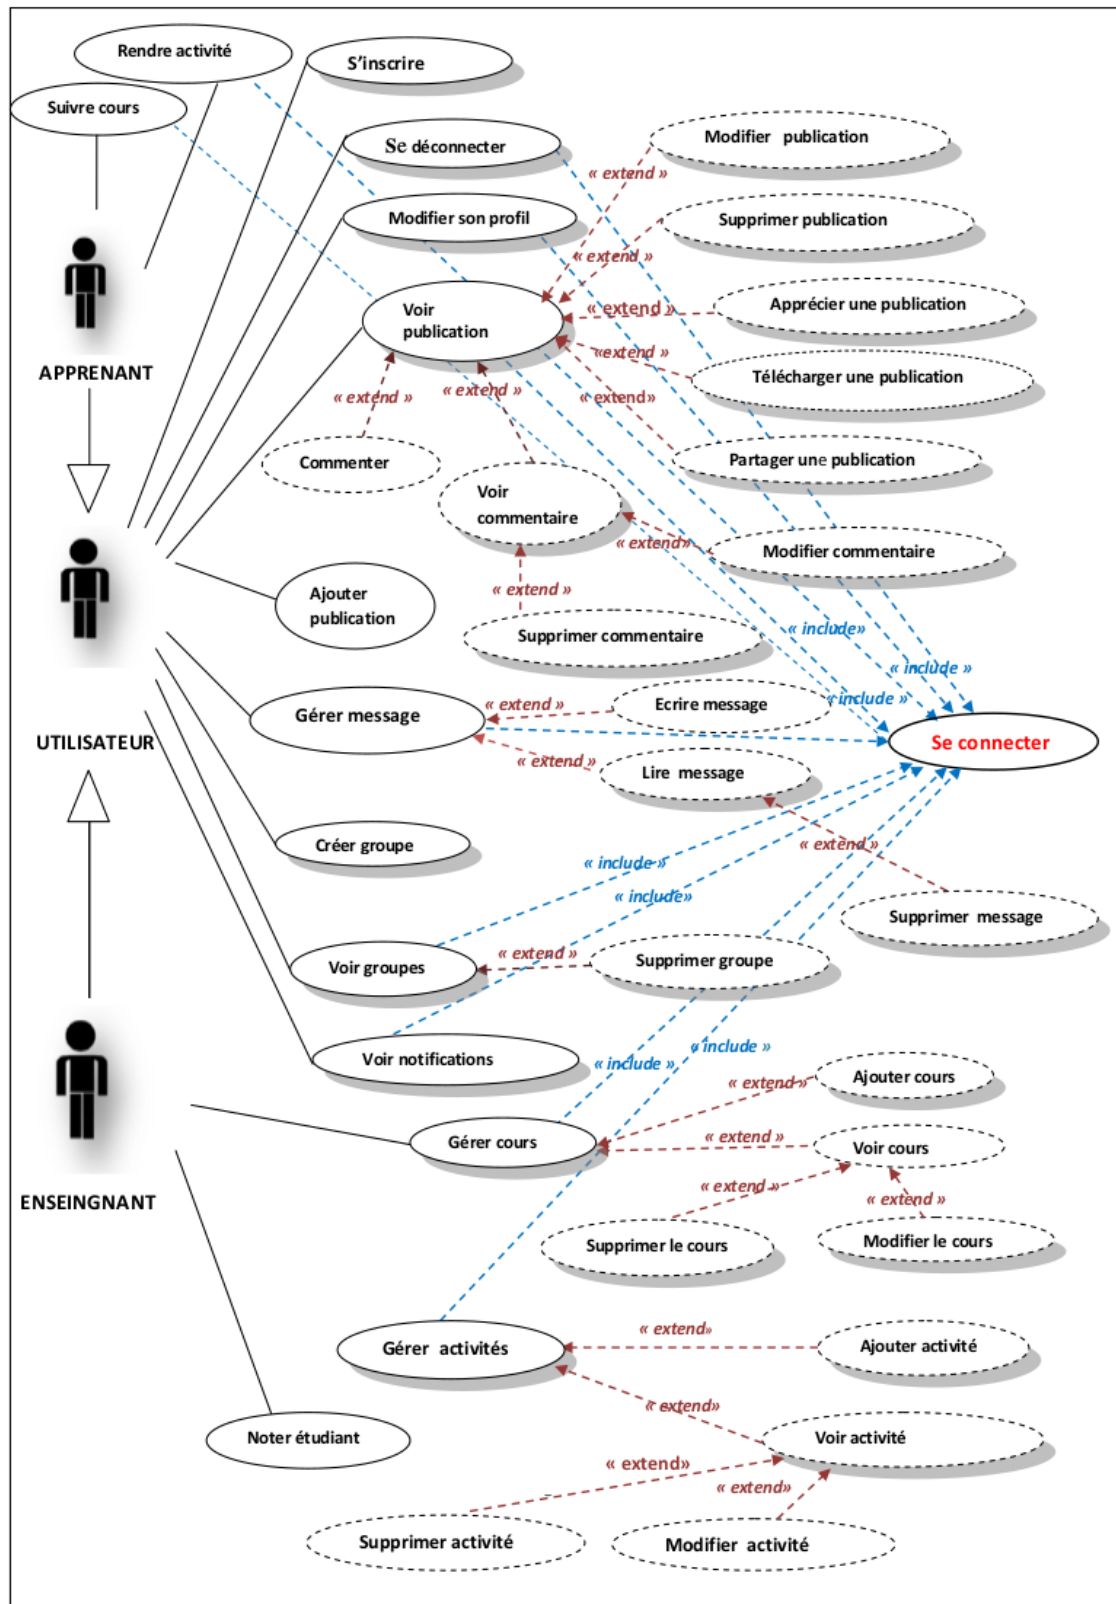 Rendre activité
S'inscrire
Suivre cours
Se déconnecter
Modifier publication
« extend »
Modifier son profil
Supprimer publication
« extend »
« extend »
Voir
publication
« extend »
Apprécier une publication
« extend »
Télécharger une publication
APPRENANT
« extend »
« extend »
« extend»
Commenter
Partager une publication
Voir
commentaire
« extend»
Modifier commentaire
« extend »
Ajouter
publication
Supprimer commentaire
« include»
« include »
« include »
« extend »
Ecrire message
Gérer message
UTILISATEUR
Se connecter
« extend »
Lire message
Créer groupe
« extend »
« include »
« include»
Supprimer message
« extend »
Supprimer groupe
Voir groupes
« include »
Voir notifications
« include »
« extend »
Ajouter cours
« extend »
Gérer cours
Voir cours
« extend »
« extend »
ENSEINGNANT
Supprimer le cours
Modifier le cours
« extend»
Gérer activités
Ajouter activité
« extend»
Noter étudiant
Voir activité
« extend»
« extend»
Supprimer activité
Modifier activité